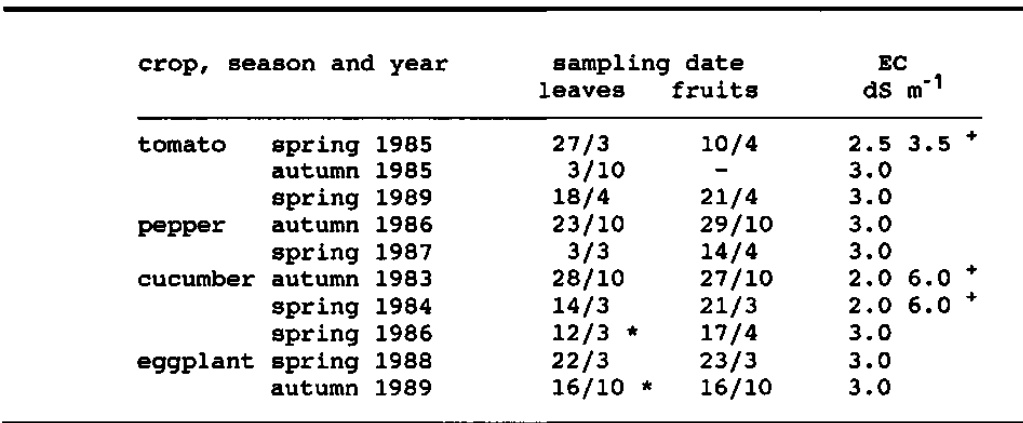 crop, season and year sampling date EC
leaves fruits dS m⁻¹
tomato spring 1985 27/3 10/4 2.5 3.5 +
autumn 1985 3/10 - 3.0
spring 1989 18/4 21/4 3.0
pepper autumn 1986 23/10 29/10 3.0
spring 1987 3/3 14/4 3.0
cucumber autumn 1983 28/10 27/10 2.0 6.0 +
spring 1984 14/3 21/3 2.0 6.0 +
spring 1986 12/3 * 17/4 3.0
eggplant spring 1988 22/3 23/3 3.0
autumn 1989 16/10 * 16/10 3.0